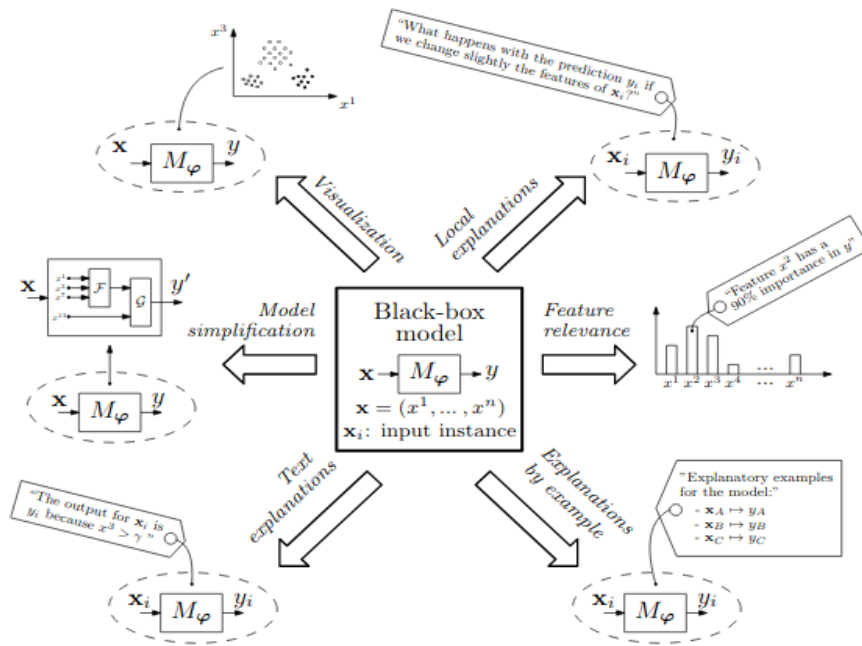 x³
x¹
x
y
M_φ
Visualization
"What happens with the prediction yᵢ if
we change slightly the features of xᵢ?"
xᵢ
yᵢ
M_φ
Local
explanations
x
x¹
F
G
y′
Model
simplification
x
y
M_φ
Black-box
model
x
M_φ
y
x = (x¹, ... , xⁿ)
xᵢ: input instance
Feature
relevance
"Feature x² has a
90% importance in y"
x¹ x² x³ x⁴ ... xⁿ
...
Text
explanations
"The output for xᵢ is
yᵢ because x³ > γ"
xᵢ
yᵢ
M_φ
Explanations
by example
"Explanatory examples
for the model:"
- x_A ↦ y_A
- x_B ↦ y_B
- x_C ↦ y_C
xᵢ
yᵢ
M_φ